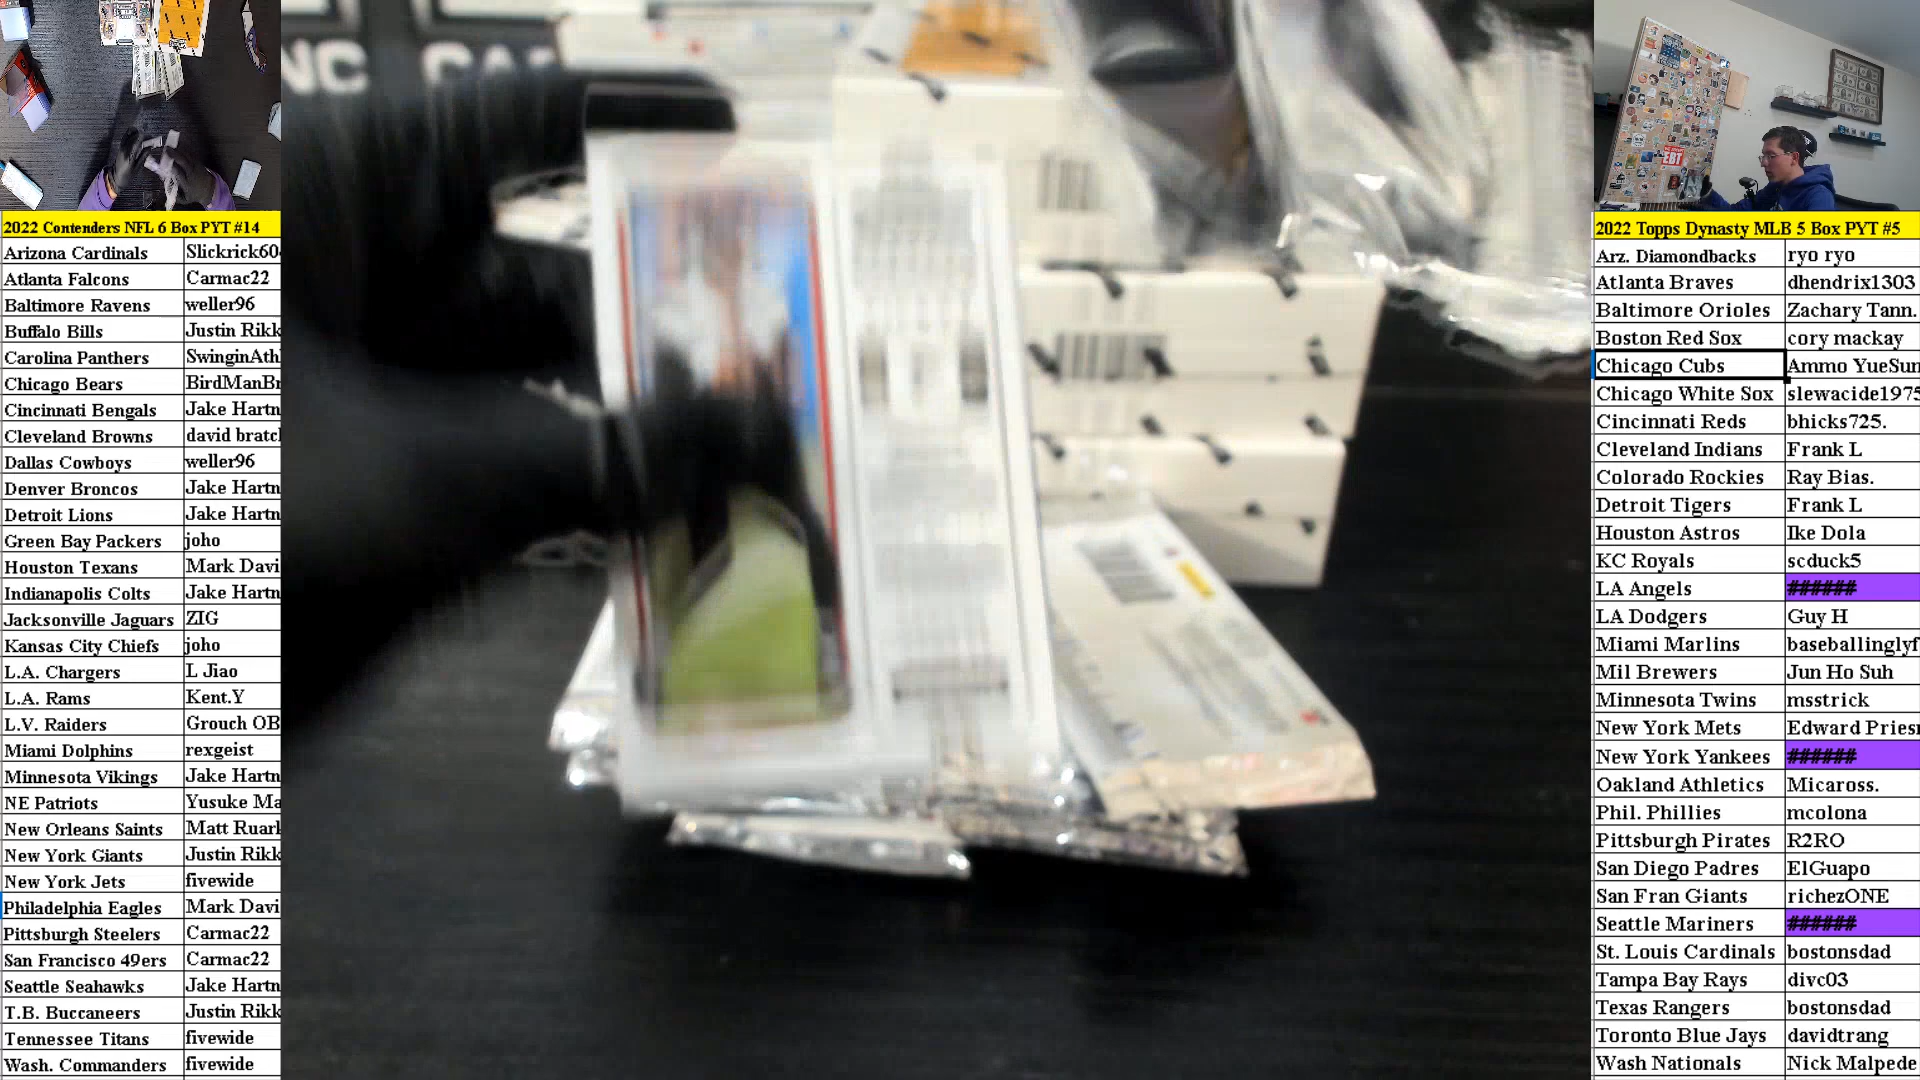 2022 Contenders NFL 6 Box PYT #14
Arizona Cardinals Slickrick60
Atlanta Falcons Carmac22
Baltimore Ravens weller96
Buffalo Bills Justin Rikk
Carolina Panthers SwinginAth
Chicago Bears BirdManBr
Cincinnati Bengals Jake Hartn
Cleveland Browns david bratcl
Dallas Cowboys weller96
Denver Broncos Jake Hartn
Detroit Lions Jake Hartn
Green Bay Packers joho
Houston Texans Mark Davi
Indianapolis Colts Jake Hartn
Jacksonville Jaguars ZIG
Kansas City Chiefs joho
L.A. Chargers L Jiao
L.A. Rams Kent.Y
L.V. Raiders Grouch OB
Miami Dolphins rexgeist
Minnesota Vikings Jake Hartn
NE Patriots Yusuke Ma
New Orleans Saints Matt Ruark
New York Giants Justin Rikk
New York Jets fivewide
Philadelphia Eagles Mark Davi
Pittsburgh Steelers Carmac22
San Francisco 49ers Carmac22
Seattle Seahawks Jake Hartn
T.B. Buccaneers Justin Rikk
Tennessee Titans fivewide
Wash. Commanders fivewide
NC CA
EBT
2022 Topps Dynasty MLB 5 Box PYT #5
Arz. Diamondbacks ryo ryo
Atlanta Braves dhendrix1303
Baltimore Orioles Zachary Tann.
Boston Red Sox cory mackay
Chicago Cubs Ammo YueSun
Chicago White Sox slewacide1975
Cincinnati Reds bhicks725.
Cleveland Indians Frank L
Colorado Rockies Ray Bias.
Detroit Tigers Frank L
Houston Astros Ike Dola
KC Royals scduck5
LA Angels ######
LA Dodgers Guy H
Miami Marlins baseballinglyf
Mil Brewers Jun Ho Suh
Minnesota Twins msstrick
New York Mets Edward Priesr
New York Yankees ######
Oakland Athletics Micaross.
Phil. Phillies mcolona
Pittsburgh Pirates R2RO
San Diego Padres ElGuapo
San Fran Giants richezONE
Seattle Mariners ######
St. Louis Cardinals bostonsdad
Tampa Bay Rays divc03
Texas Rangers bostonsdad
Toronto Blue Jays davidtrang
Wash Nationals Nick Malpede